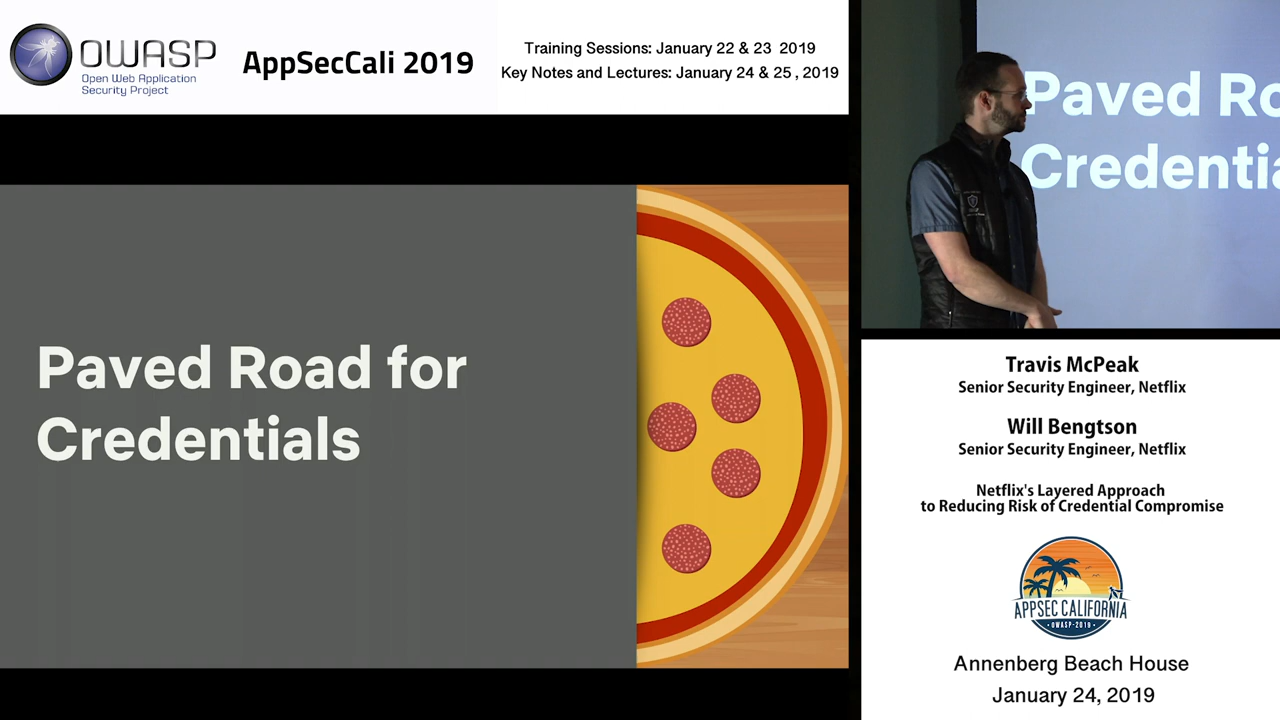 OWASP
Open Web Application
Security Project
AppSecCali 2019
Training Sessions: January 22 & 23 2019
Key Notes and Lectures: January 24 & 25 , 2019
Paved Road for
Credentials
Paved Ro
Credentia
Travis McPeak
Senior Security Engineer, Netflix
Will Bengtson
Senior Security Engineer, Netflix
Netflix's Layered Approach
to Reducing Risk of Credential Compromise
APPSEC CALIFORNIA
OWASP-2019
Annenberg Beach House
January 24, 2019